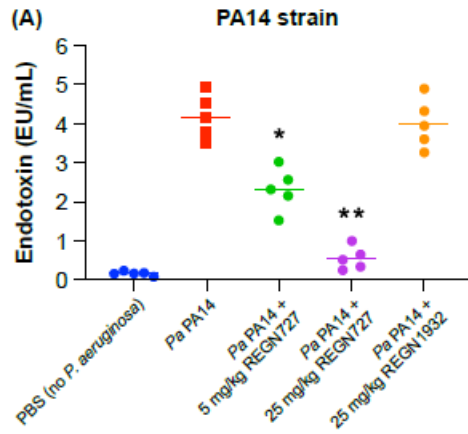 (A)
PA14 strain
Endotoxin (EU/mL)
6
5
4
3
2
1
0
*
**
PBS (no P. aeruginosa)
Pa PA14
Pa PA14 +
5 mg/kg REGN727
Pa PA14 +
25 mg/kg REGN727
Pa PA14 +
25 mg/kg REGN1932